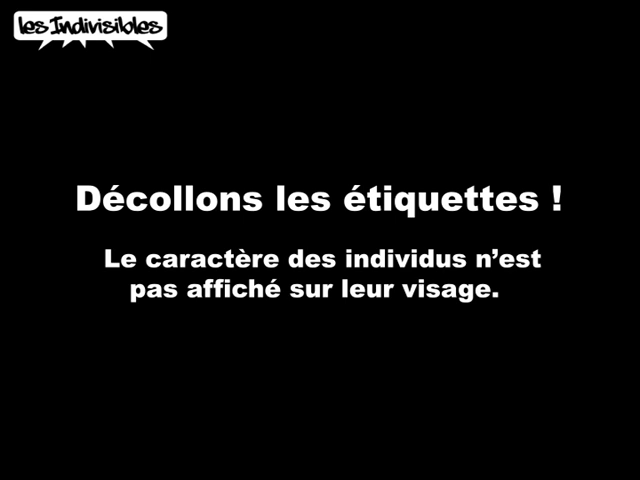 les Indivisibles
Décollons les étiquettes !
Le caractère des individus n’est
pas affiché sur leur visage.